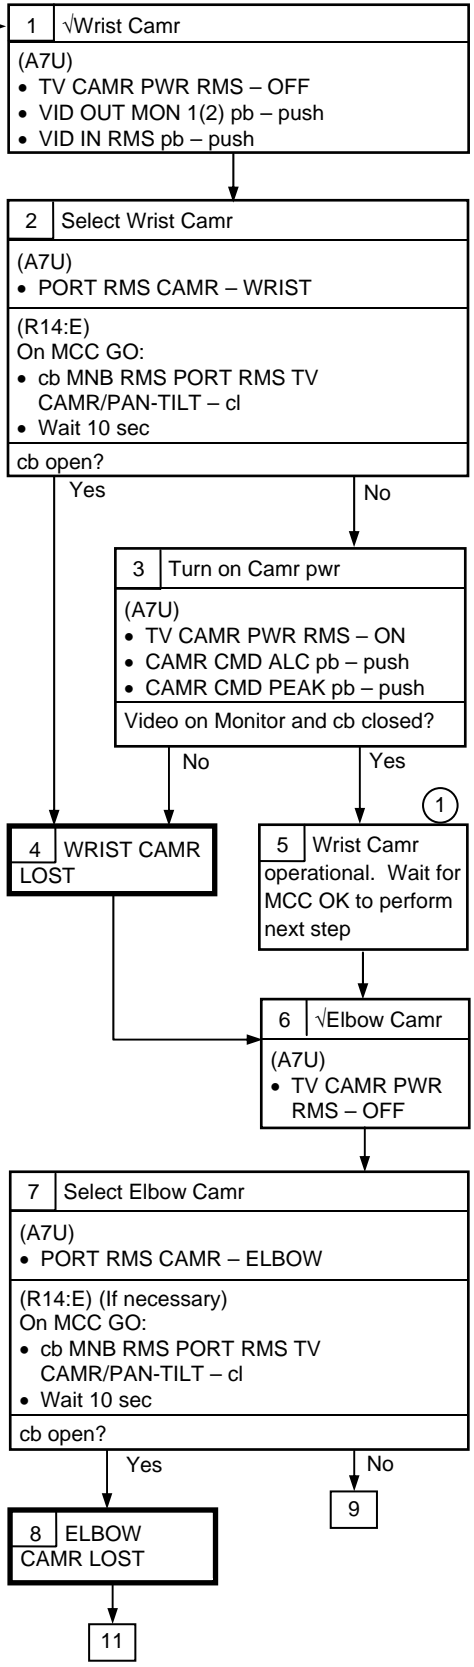 1 √Wrist Camr
(A7U)
• TV CAMR PWR RMS – OFF
• VID OUT MON 1(2) pb – push
• VID IN RMS pb – push
2 Select Wrist Camr
(A7U)
• PORT RMS CAMR – WRIST
(R14:E)
On MCC GO:
• cb MNB RMS PORT RMS TV
CAMR/PAN-TILT – cl
• Wait 10 sec
cb open?
Yes
No
3 Turn on Camr pwr
(A7U)
• TV CAMR PWR RMS – ON
• CAMR CMD ALC pb – push
• CAMR CMD PEAK pb – push
Video on Monitor and cb closed?
No
Yes
1
4 WRIST CAMR
LOST
5 Wrist Camr
operational. Wait for
MCC OK to perform
next step
6 √Elbow Camr
(A7U)
• TV CAMR PWR
RMS – OFF
7 Select Elbow Camr
(A7U)
• PORT RMS CAMR – ELBOW
(R14:E) (If necessary)
On MCC GO:
• cb MNB RMS PORT RMS TV
CAMR/PAN-TILT – cl
• Wait 10 sec
cb open?
Yes
No
9
8 ELBOW
CAMR LOST
11